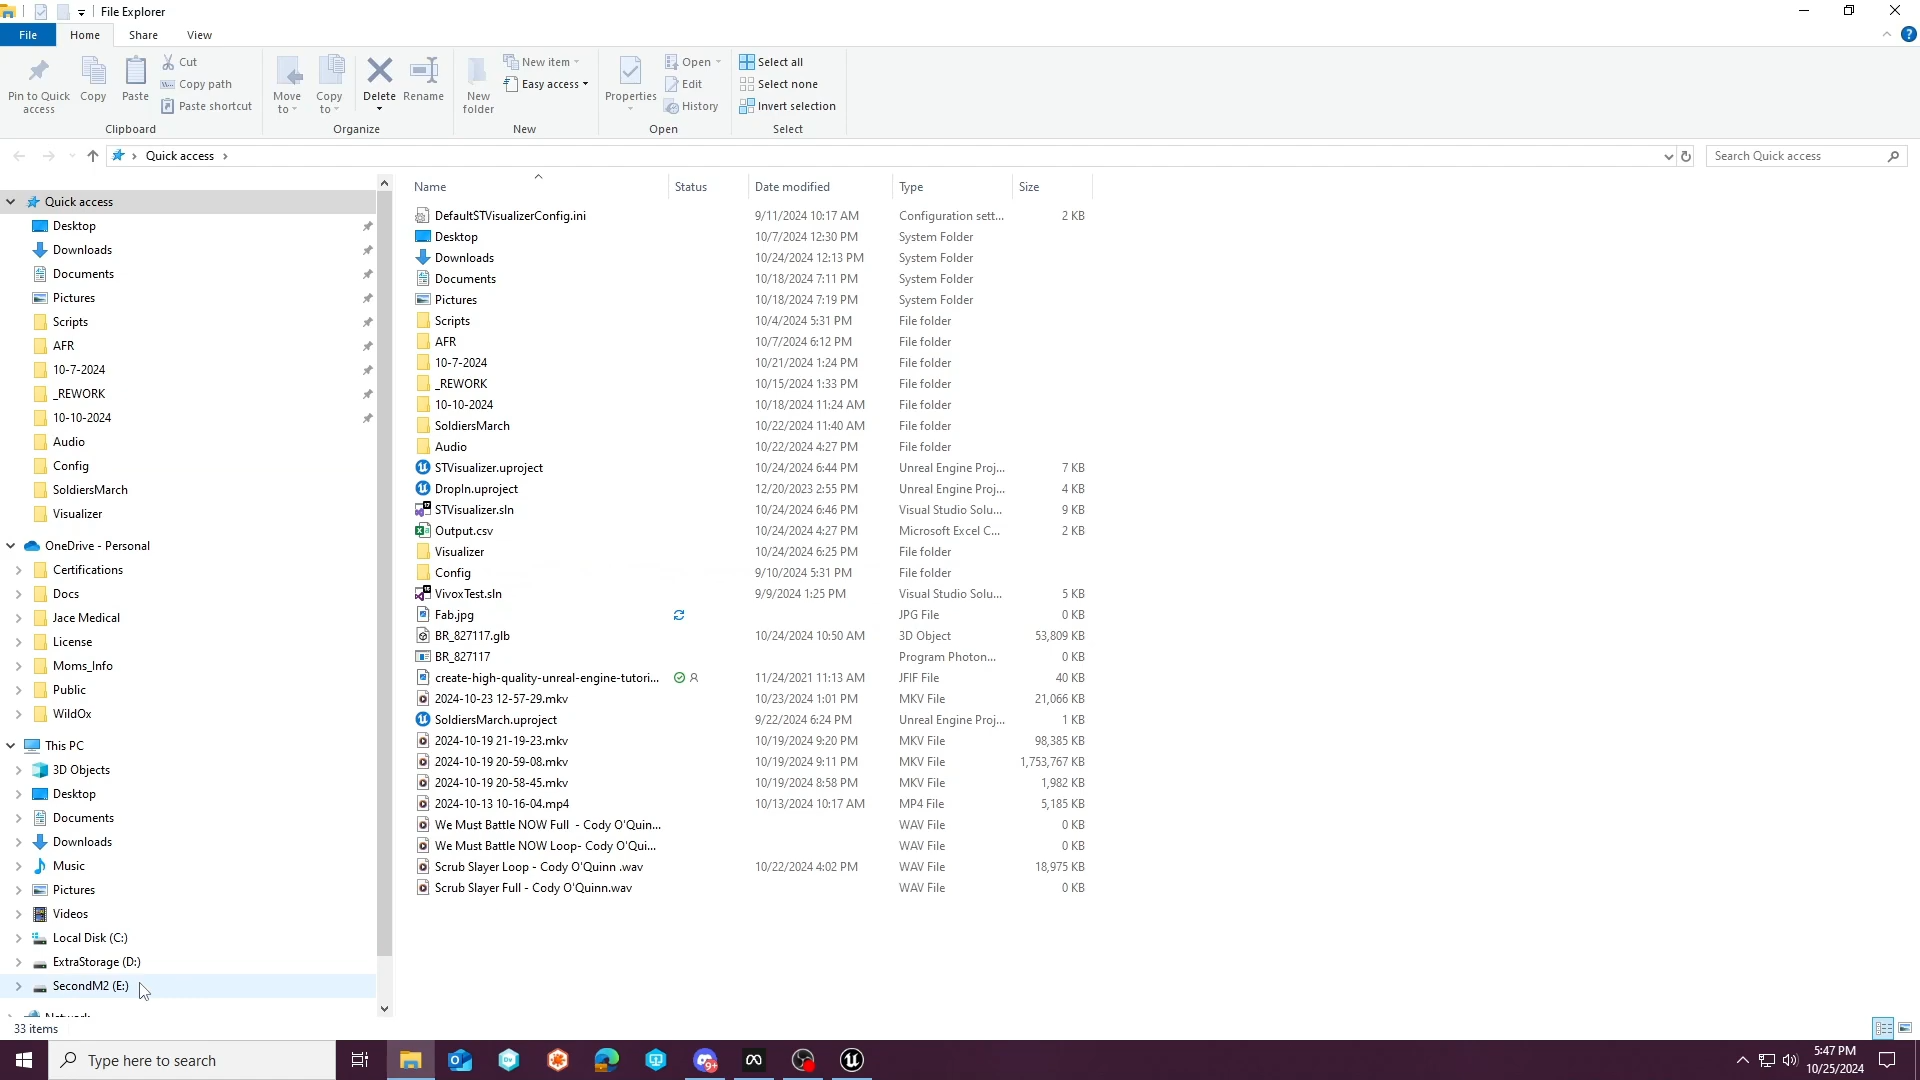 File Explorer
File Home Share View
Pin to Quick access
Copy
Paste
Cut
Copy path
Paste shortcut
Clipboard
Move to
Copy to
Delete
Rename
Organize
New folder
New item
Easy access
New
Properties
Open
Edit
History
Open
Select all
Select none
Invert selection
Select
Quick access
Search Quick access
Quick access
Desktop
Downloads
Documents
Pictures
Scripts
AFR
10-7-2024
_REWORK
10-10-2024
Audio
Config
SoldiersMarch
Visualizer
OneDrive - Personal
Certifications
Docs
Jace Medical
License
Moms_Info
Public
WildOx
This PC
3D Objects
Desktop
Documents
Downloads
Music
Pictures
Videos
Local Disk (C:)
ExtraStorage (D:)
SecondM2 (E:)
Name Status Date modified Type Size
DefaultSTVisualizerConfig.ini 9/11/2024 10:17 AM Configuration sett... 2 KB
Desktop 10/7/2024 12:30 PM System Folder
Downloads 10/24/2024 12:13 PM System Folder
Documents 10/18/2024 7:11 PM System Folder
Pictures 10/18/2024 7:19 PM System Folder
Scripts 10/4/2024 5:31 PM File folder
AFR 10/7/2024 6:12 PM File folder
10-7-2024 10/21/2024 1:24 PM File folder
_REWORK 10/15/2024 1:33 PM File folder
10-10-2024 10/18/2024 11:24 AM File folder
SoldiersMarch 10/22/2024 11:40 AM File folder
Audio 10/22/2024 4:27 PM File folder
STVisualizer.uproject 10/24/2024 6:44 PM Unreal Engine Proj... 7 KB
DropIn.uproject 12/20/2023 2:55 PM Unreal Engine Proj... 4 KB
STVisualizer.sln 10/24/2024 6:46 PM Visual Studio Solu... 9 KB
Output.csv 10/24/2024 4:27 PM Microsoft Excel C... 2 KB
Visualizer 10/24/2024 6:25 PM File folder
Config 9/10/2024 5:31 PM File folder
VivoxTest.sln 9/9/2024 1:25 PM Visual Studio Solu... 5 KB
Fab.jpg JPG File 0 KB
BR_827117.glb 10/24/2024 10:50 AM 3D Object 53,809 KB
BR_827117 Program Photon... 0 KB
create-high-quality-unreal-engine-tutori... 11/24/2021 11:13 AM JFIF File 40 KB
2024-10-23 12-57-29.mkv 10/23/2024 1:01 PM MKV File 21,066 KB
SoldiersMarch.uproject 9/22/2024 6:24 PM Unreal Engine Proj... 1 KB
2024-10-19 21-19-23.mkv 10/19/2024 9:20 PM MKV File 98,385 KB
2024-10-19 20-59-08.mkv 10/19/2024 9:11 PM MKV File 1,753,767 KB
2024-10-19 20-58-45.mkv 10/19/2024 8:58 PM MKV File 1,982 KB
2024-10-13 10-16-04.mp4 10/13/2024 10:17 AM MP4 File 5,185 KB
We Must Battle NOW Full - Cody O'Quin... WAV File 0 KB
We Must Battle NOW Loop- Cody O'Qui... WAV File 0 KB
Scrub Slayer Loop - Cody O'Quinn .wav 10/22/2024 4:02 PM WAV File 18,975 KB
Scrub Slayer Full - Cody O'Quinn.wav WAV File 0 KB
33 items
Type here to search
9+
5:47 PM
10/25/2024